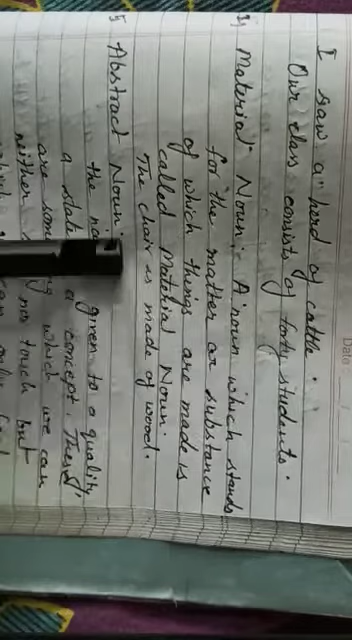 Date
I saw a herd of cattle.
Our class consists of forty students.
4) Material Noun: A noun which stands
for the matter or substance
of which things are made is
called Material Noun.
The chair is made of wood.
5) Abstract Noun
the given to a quality,
a state a concept. These
are some which we can
neither nor touch but